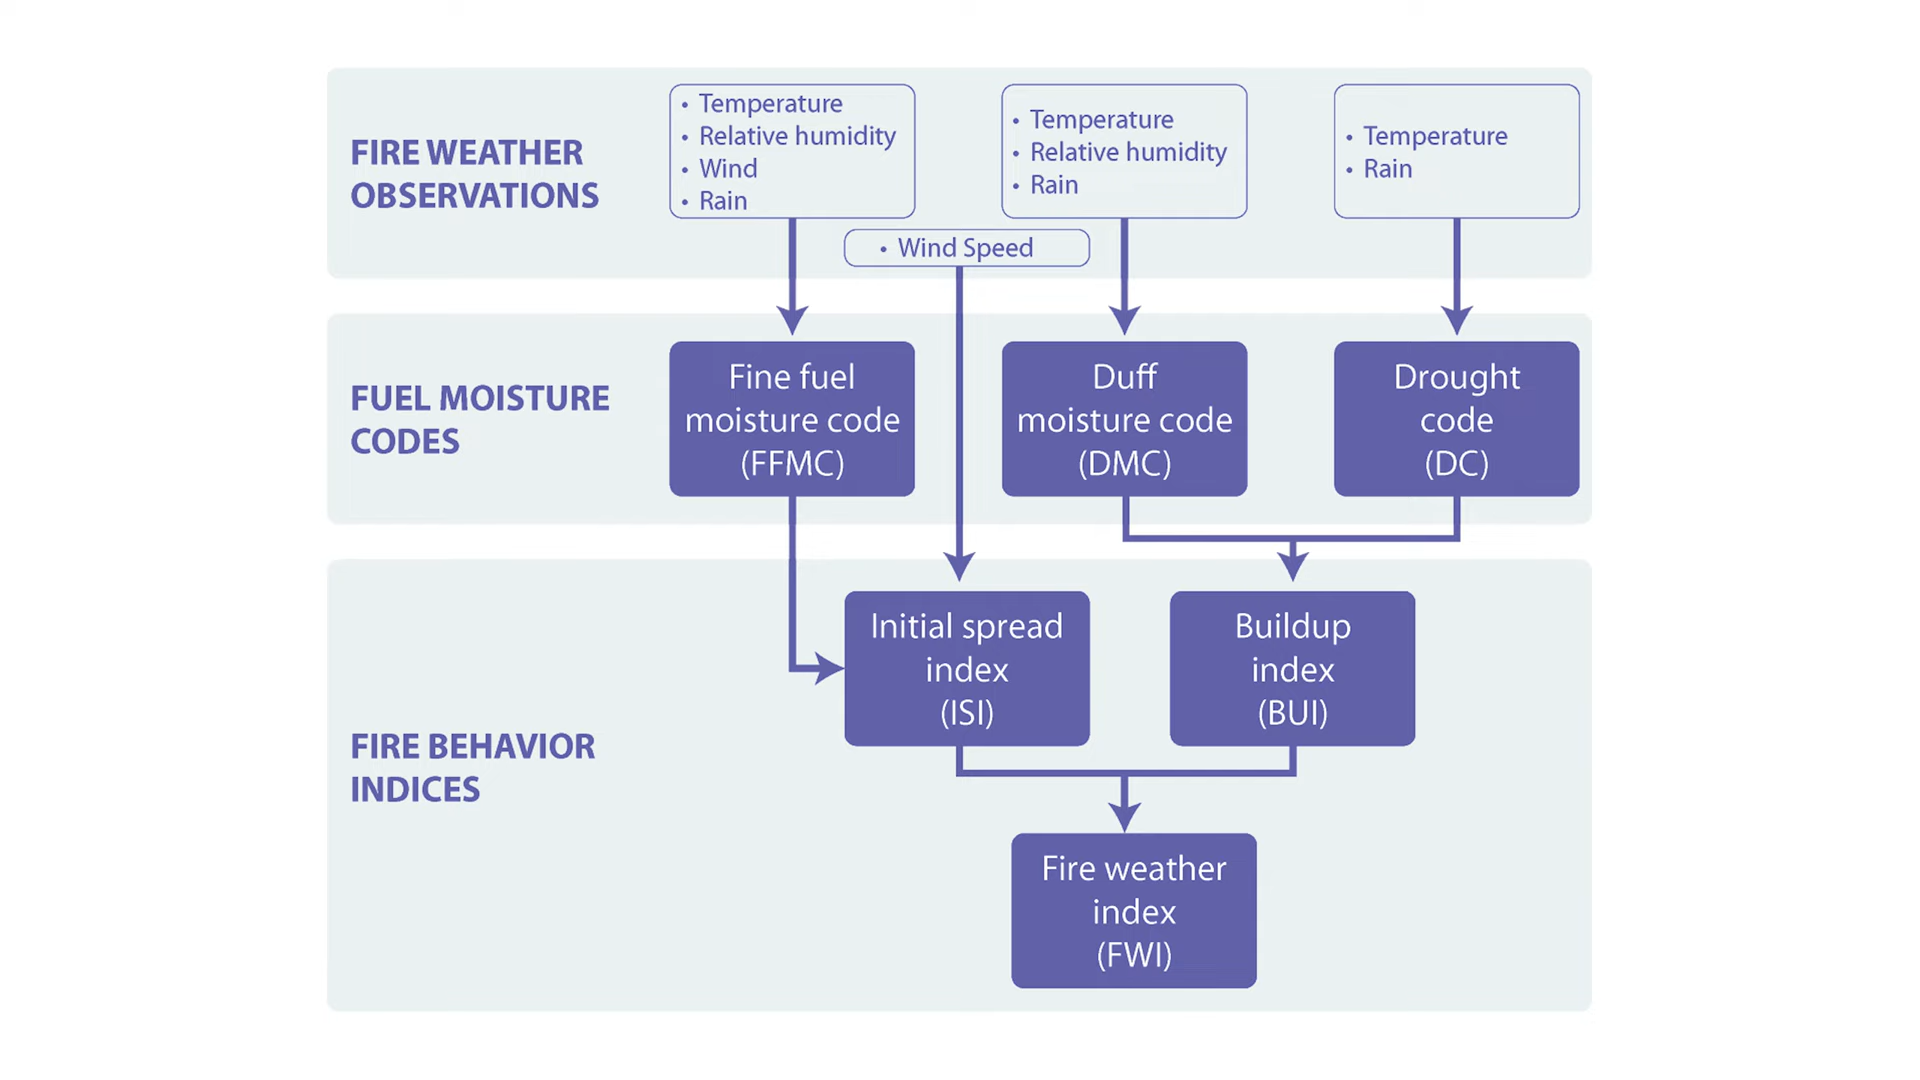 FIRE WEATHER
OBSERVATIONS
• Temperature
• Relative humidity
• Wind
• Rain
• Temperature
• Relative humidity
• Rain
• Temperature
• Rain
• Wind Speed
FUEL MOISTURE
CODES
Fine fuel
moisture code
(FFMC)
Duff
moisture code
(DMC)
Drought
code
(DC)
FIRE BEHAVIOR
INDICES
Initial spread
index
(ISI)
Buildup
index
(BUI)
Fire weather
index
(FWI)